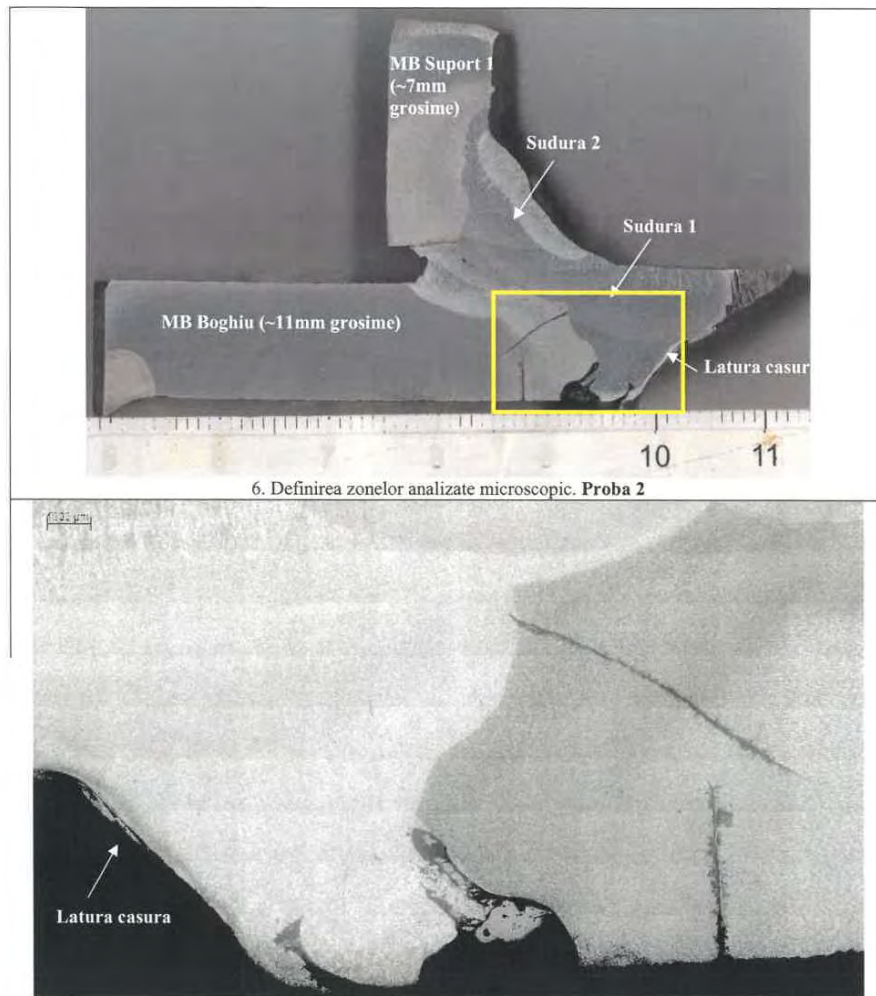 MB Suport 1
(~7mm
grosime)
Sudura 2
Sudura 1
MB Boghiu (~11mm grosime)
Latura casur
10
11
6. Definirea zonelor analizate microscopic. Proba 2
Latura casura